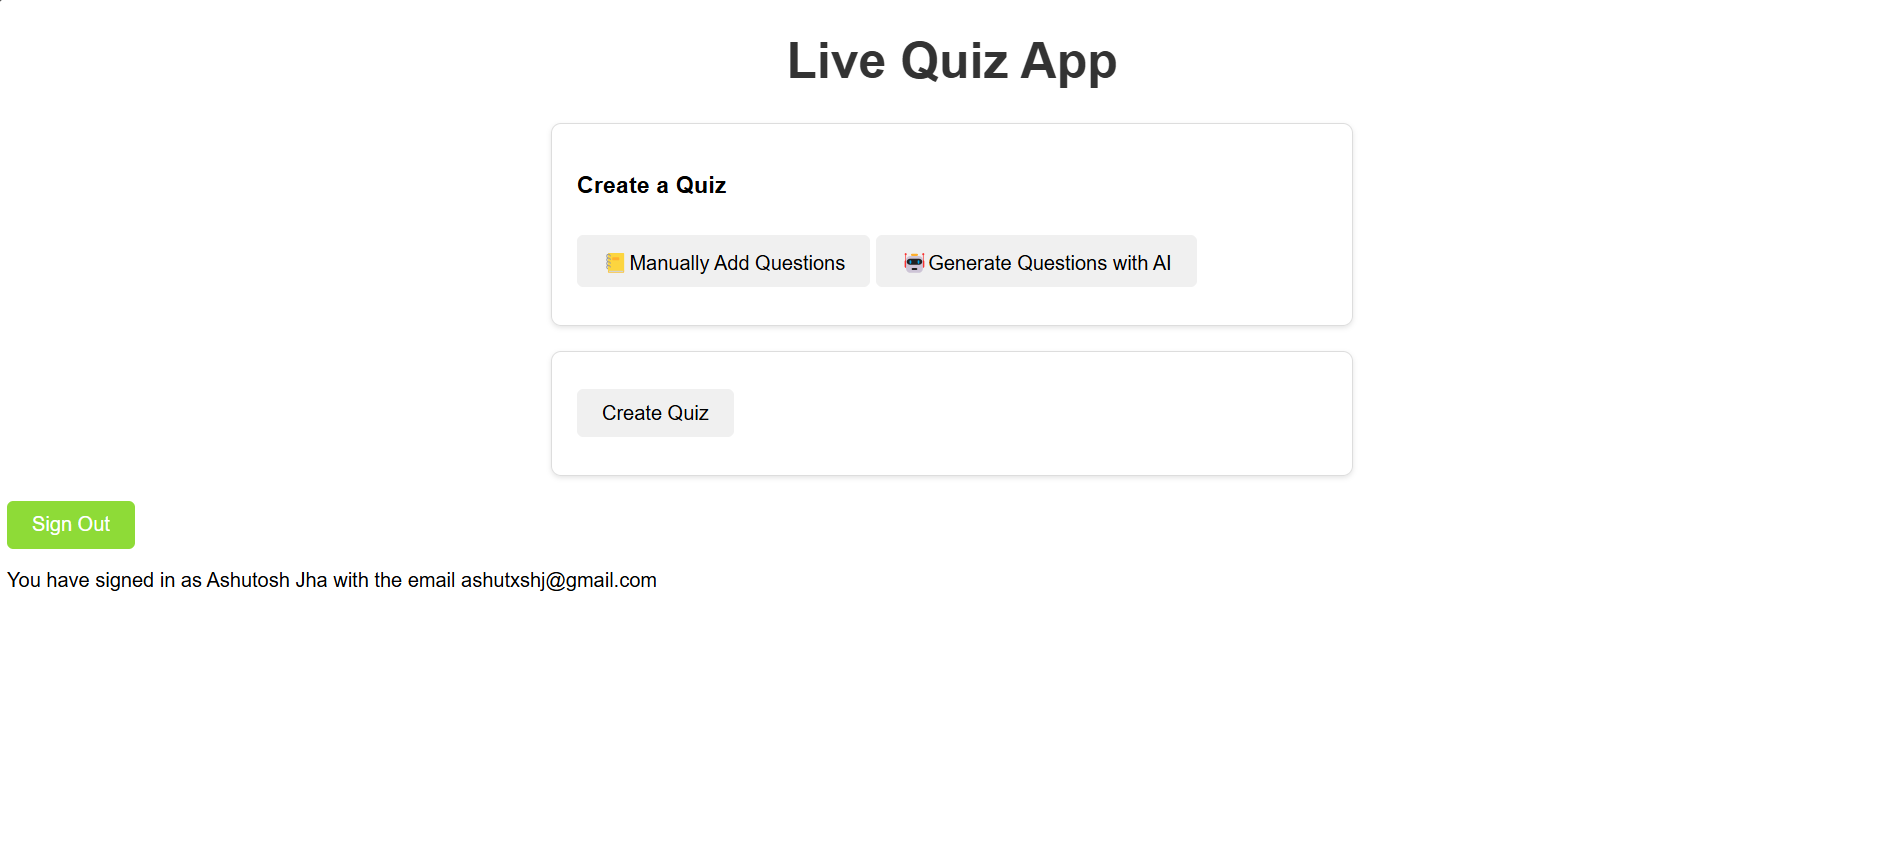 Live Quiz App
Create a Quiz
📒 Manually Add Questions
🤖 Generate Questions with AI
Create Quiz
Sign Out
You have signed in as Ashutosh Jha with the email ashutxshj@gmail.com